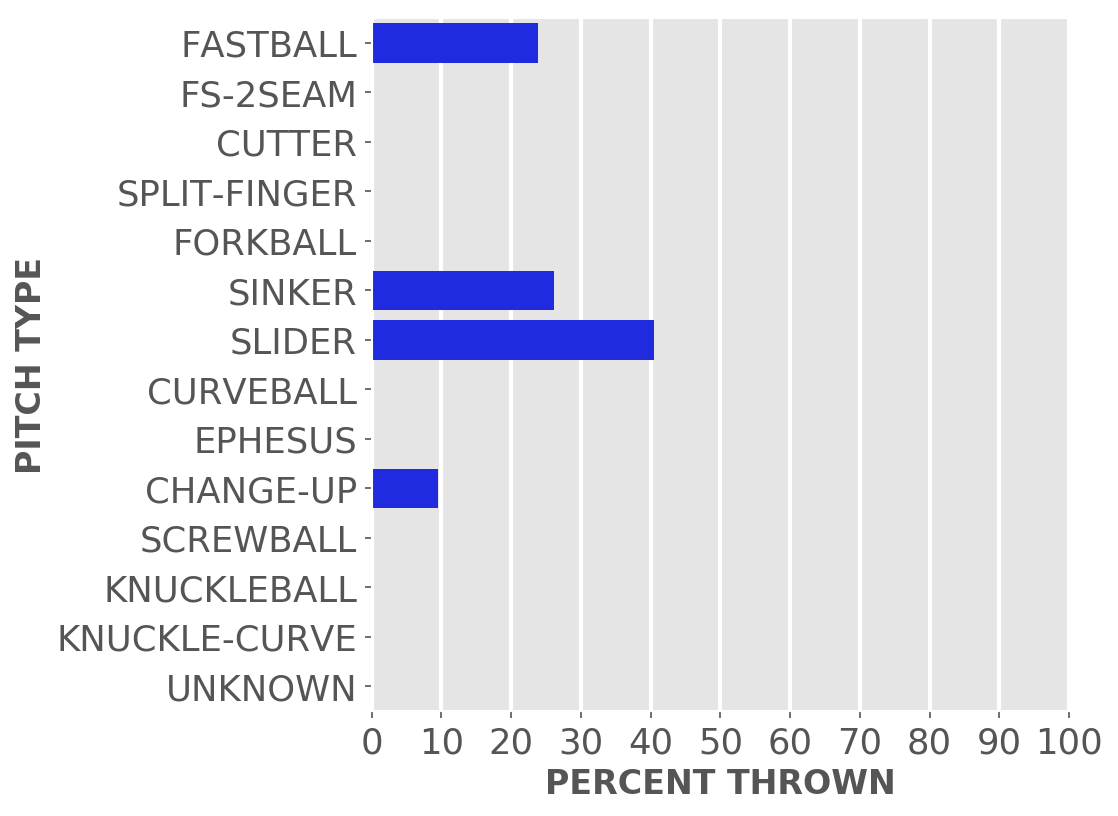 FASTBALL
FS-2SEAM
CUTTER
SPLIT-FINGER
FORKBALL
SINKER
SLIDER
CURVEBALL
EPHESUS
CHANGE-UP
SCREWBALL
KNUCKLEBALL
KNUCKLE-CURVE
UNKNOWN
PITCH TYPE
0 10 20 30 40 50 60 70 80 90 100
PERCENT THROWN